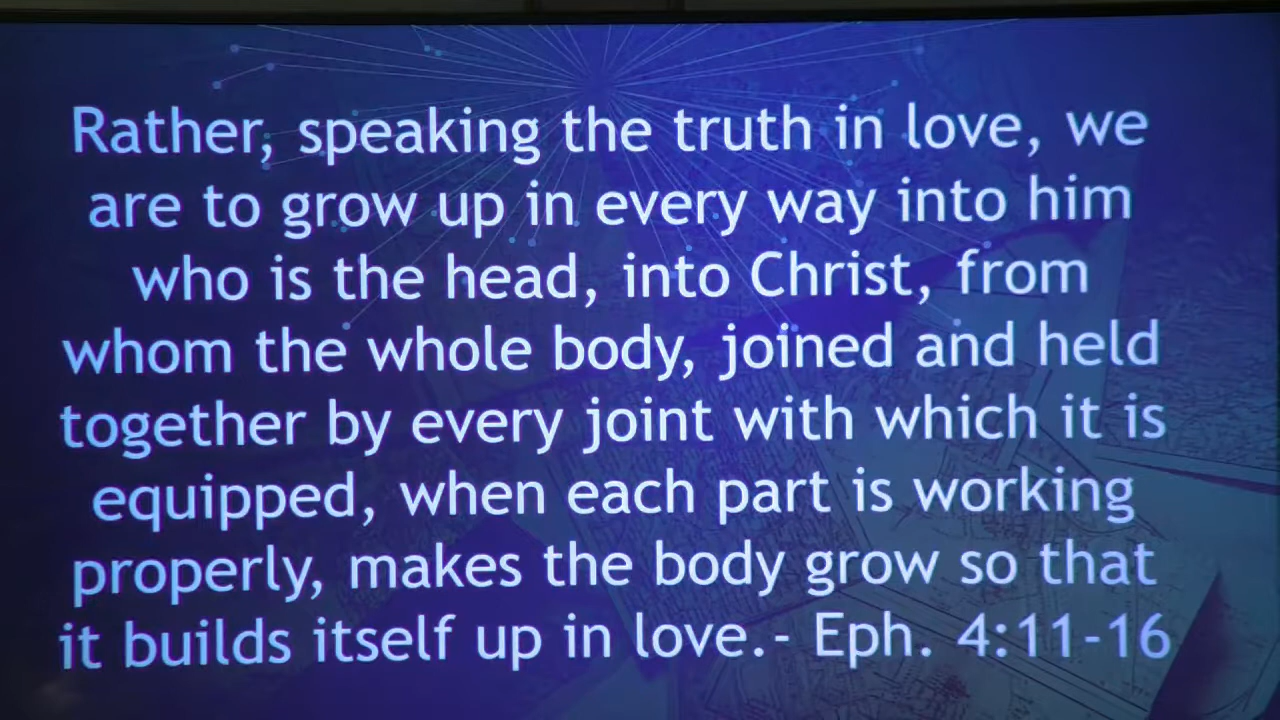 Rather, speaking the truth in love, we
are to grow up in every way into him
who is the head, into Christ, from
whom the whole body, joined and held
together by every joint with which it is
equipped, when each part is working
properly, makes the body grow so that
it builds itself up in love.- Eph. 4:11-16